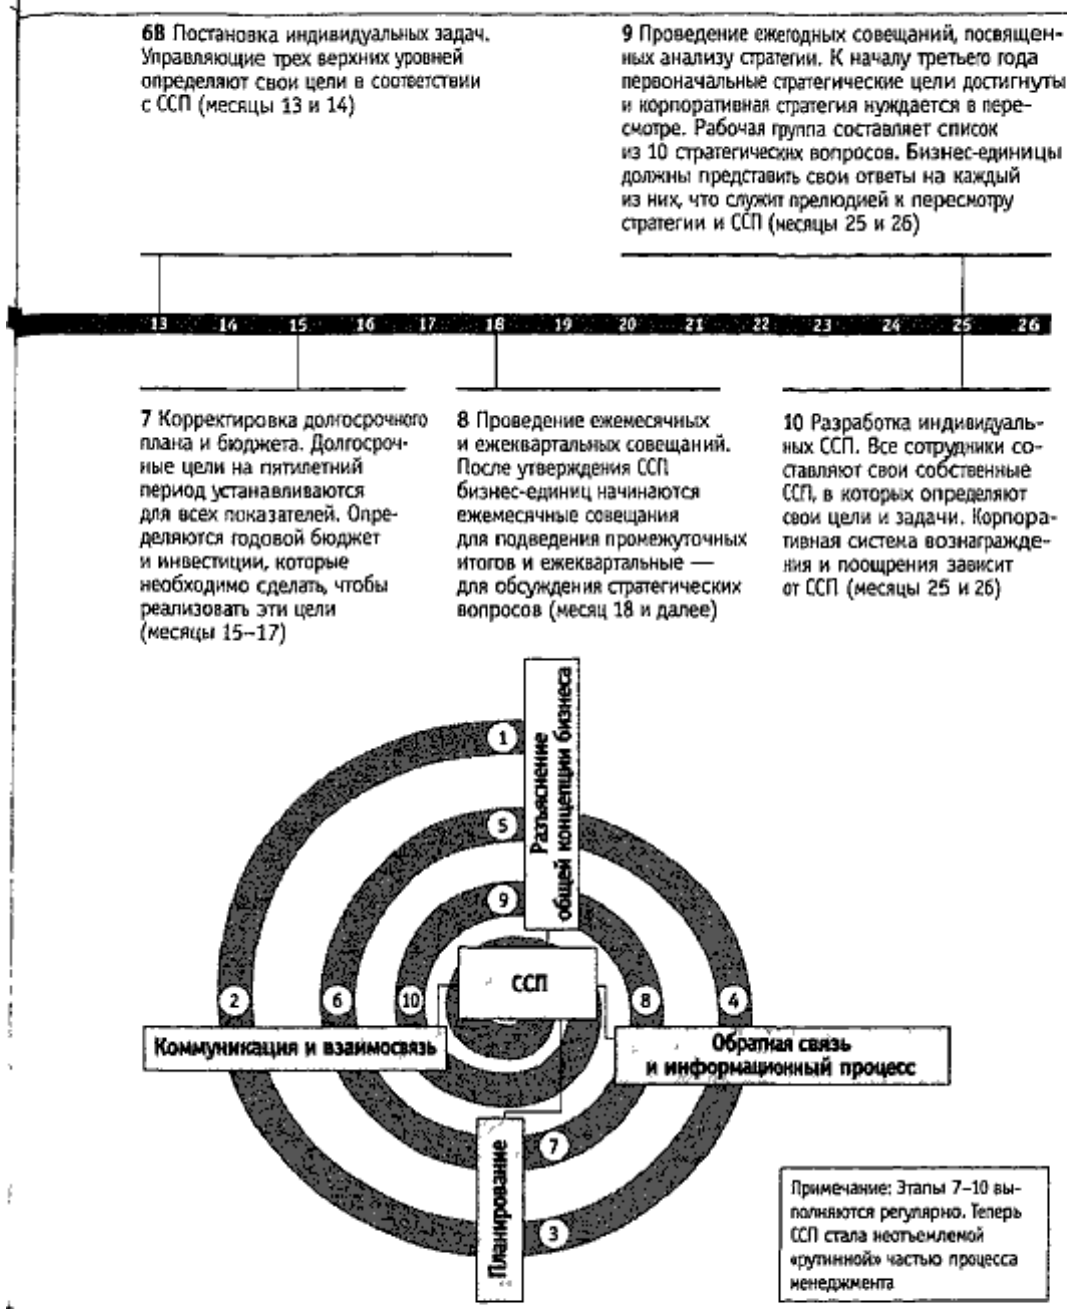 6В Постановка индивидуальных задач.
Управляющие трех верхних уровней
определяют свои цели в соответствии
с ССП (месяцы 13 и 14)
9 Проведение ежегодных совещаний, посвящен-
ных анализу стратегии. К началу третьего года
первоначальные стратегические цели достигнуты
и корпоративная стратегия нуждается в пере-
смотре. Рабочая группа составляет список
из 10 стратегических вопросов. Бизнес-единицы
должны представить свои ответы на каждый
из них, что служит прелюдией к пересмотру
стратегии и ССП (месяцы 25 и 26)
13 14 15 16 17 18 19 20 21 22 23 24 25 26
7 Корректировка долгосрочного
плана и бюджета. Долгосроч-
ные цели на пятилетний
период устанавливаются
для всех показателей. Опре-
деляются годовой бюджет
и инвестиции, которые
необходимо сделать, чтобы
реализовать эти цели
(месяцы 15–17)
8 Проведение ежемесячных
и ежеквартальных совещаний.
После утверждения ССП
бизнес-единиц начинаются
ежемесячные совещания
для подведения промежуточных
итогов и ежеквартальные —
для обсуждения стратегических
вопросов (месяц 18 и далее)
10 Разработка индивидуаль-
ных ССП. Все сотрудники со-
ставляют свои собственные
ССП, в которых определяют
свои цели и задачи. Корпора-
тивная система вознагражде-
ния и поощрения зависит
от ССП (месяцы 25 и 26)
Разъяснение
общей концепции бизнеса
1
5
9
ССП
2
6
10
8
4
Коммуникация и взаимосвязь
Обратная связь
и информационный процесс
7
3
Планирование
Примечание: Этапы 7–10 вы-
полняются регулярно. Теперь
ССП стала неотъемлемой
«рутинной» частью процесса
менеджмента